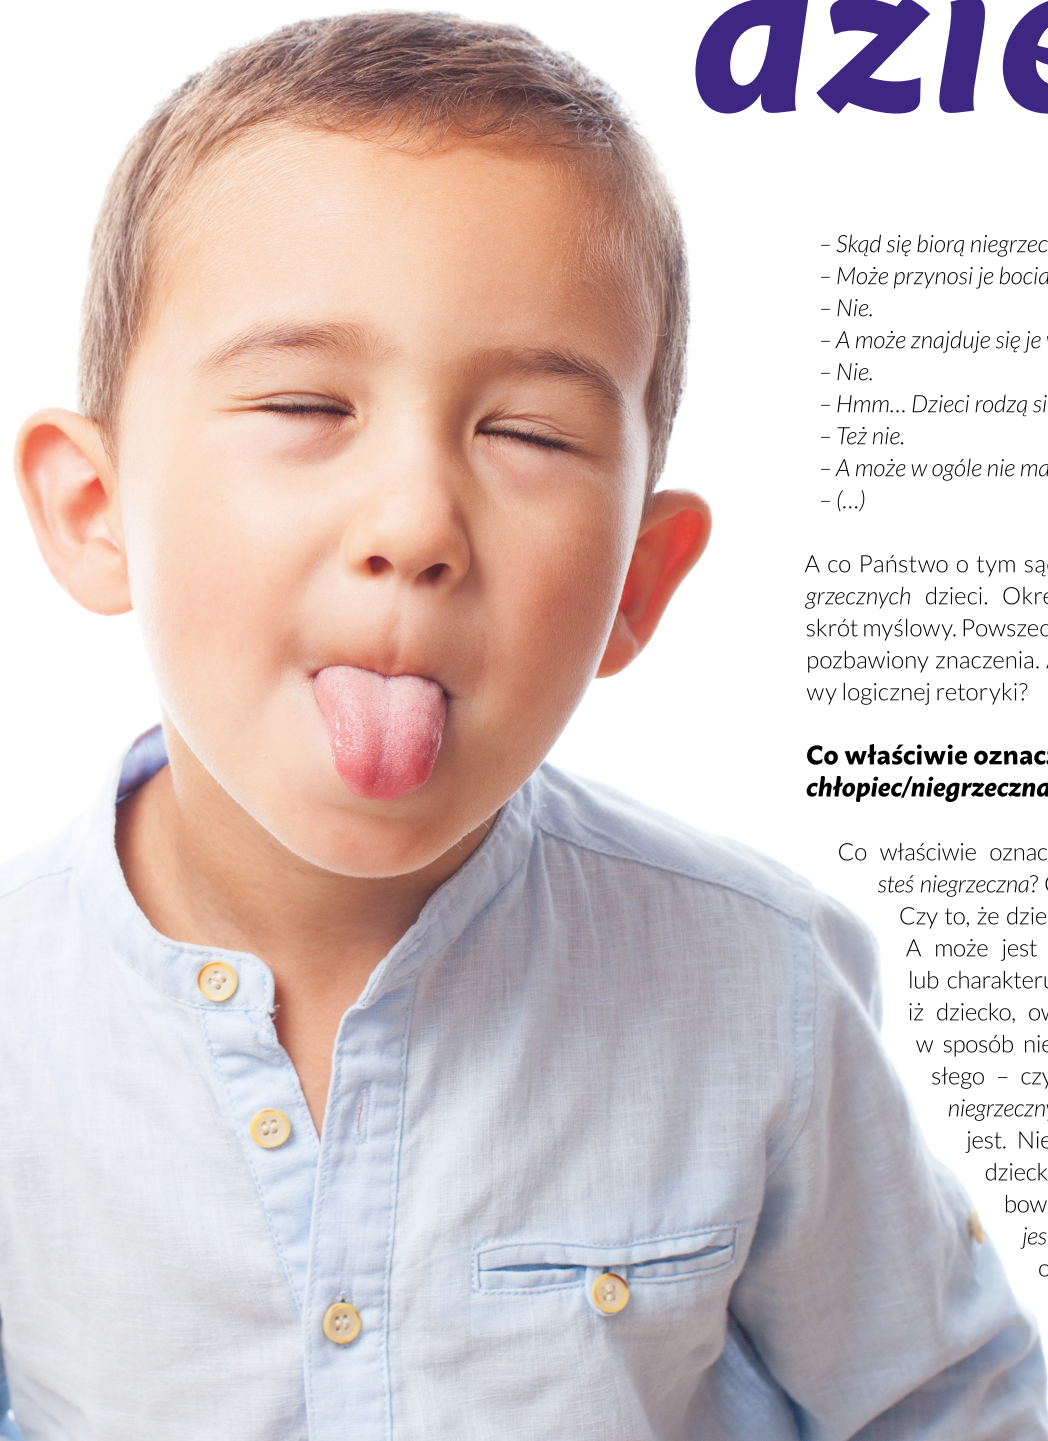 dzie
– Skąd się biorą niegrzec
– Może przynosi je bocia
– Nie.
– A może znajduje się je
– Nie.
– Hmm... Dzieci rodzą si
– Też nie.
– A może w ogóle nie ma
– (...)
A co Państwo o tym są
grzecznych dzieci. Okre
skrót myślowy. Powszec
pozbawiony znaczenia.
wy logicznej retoryki?
Co właściwie oznac
chłopiec/niegrzeczna
Co właściwie oznac
steś niegrzeczna?
Czy to, że dzie
A może jest
lub charakteru
iż dziecko, ow
w sposób nie
słego – czy
niegrzeczny
jest. Nie
dzieck
bow
jes